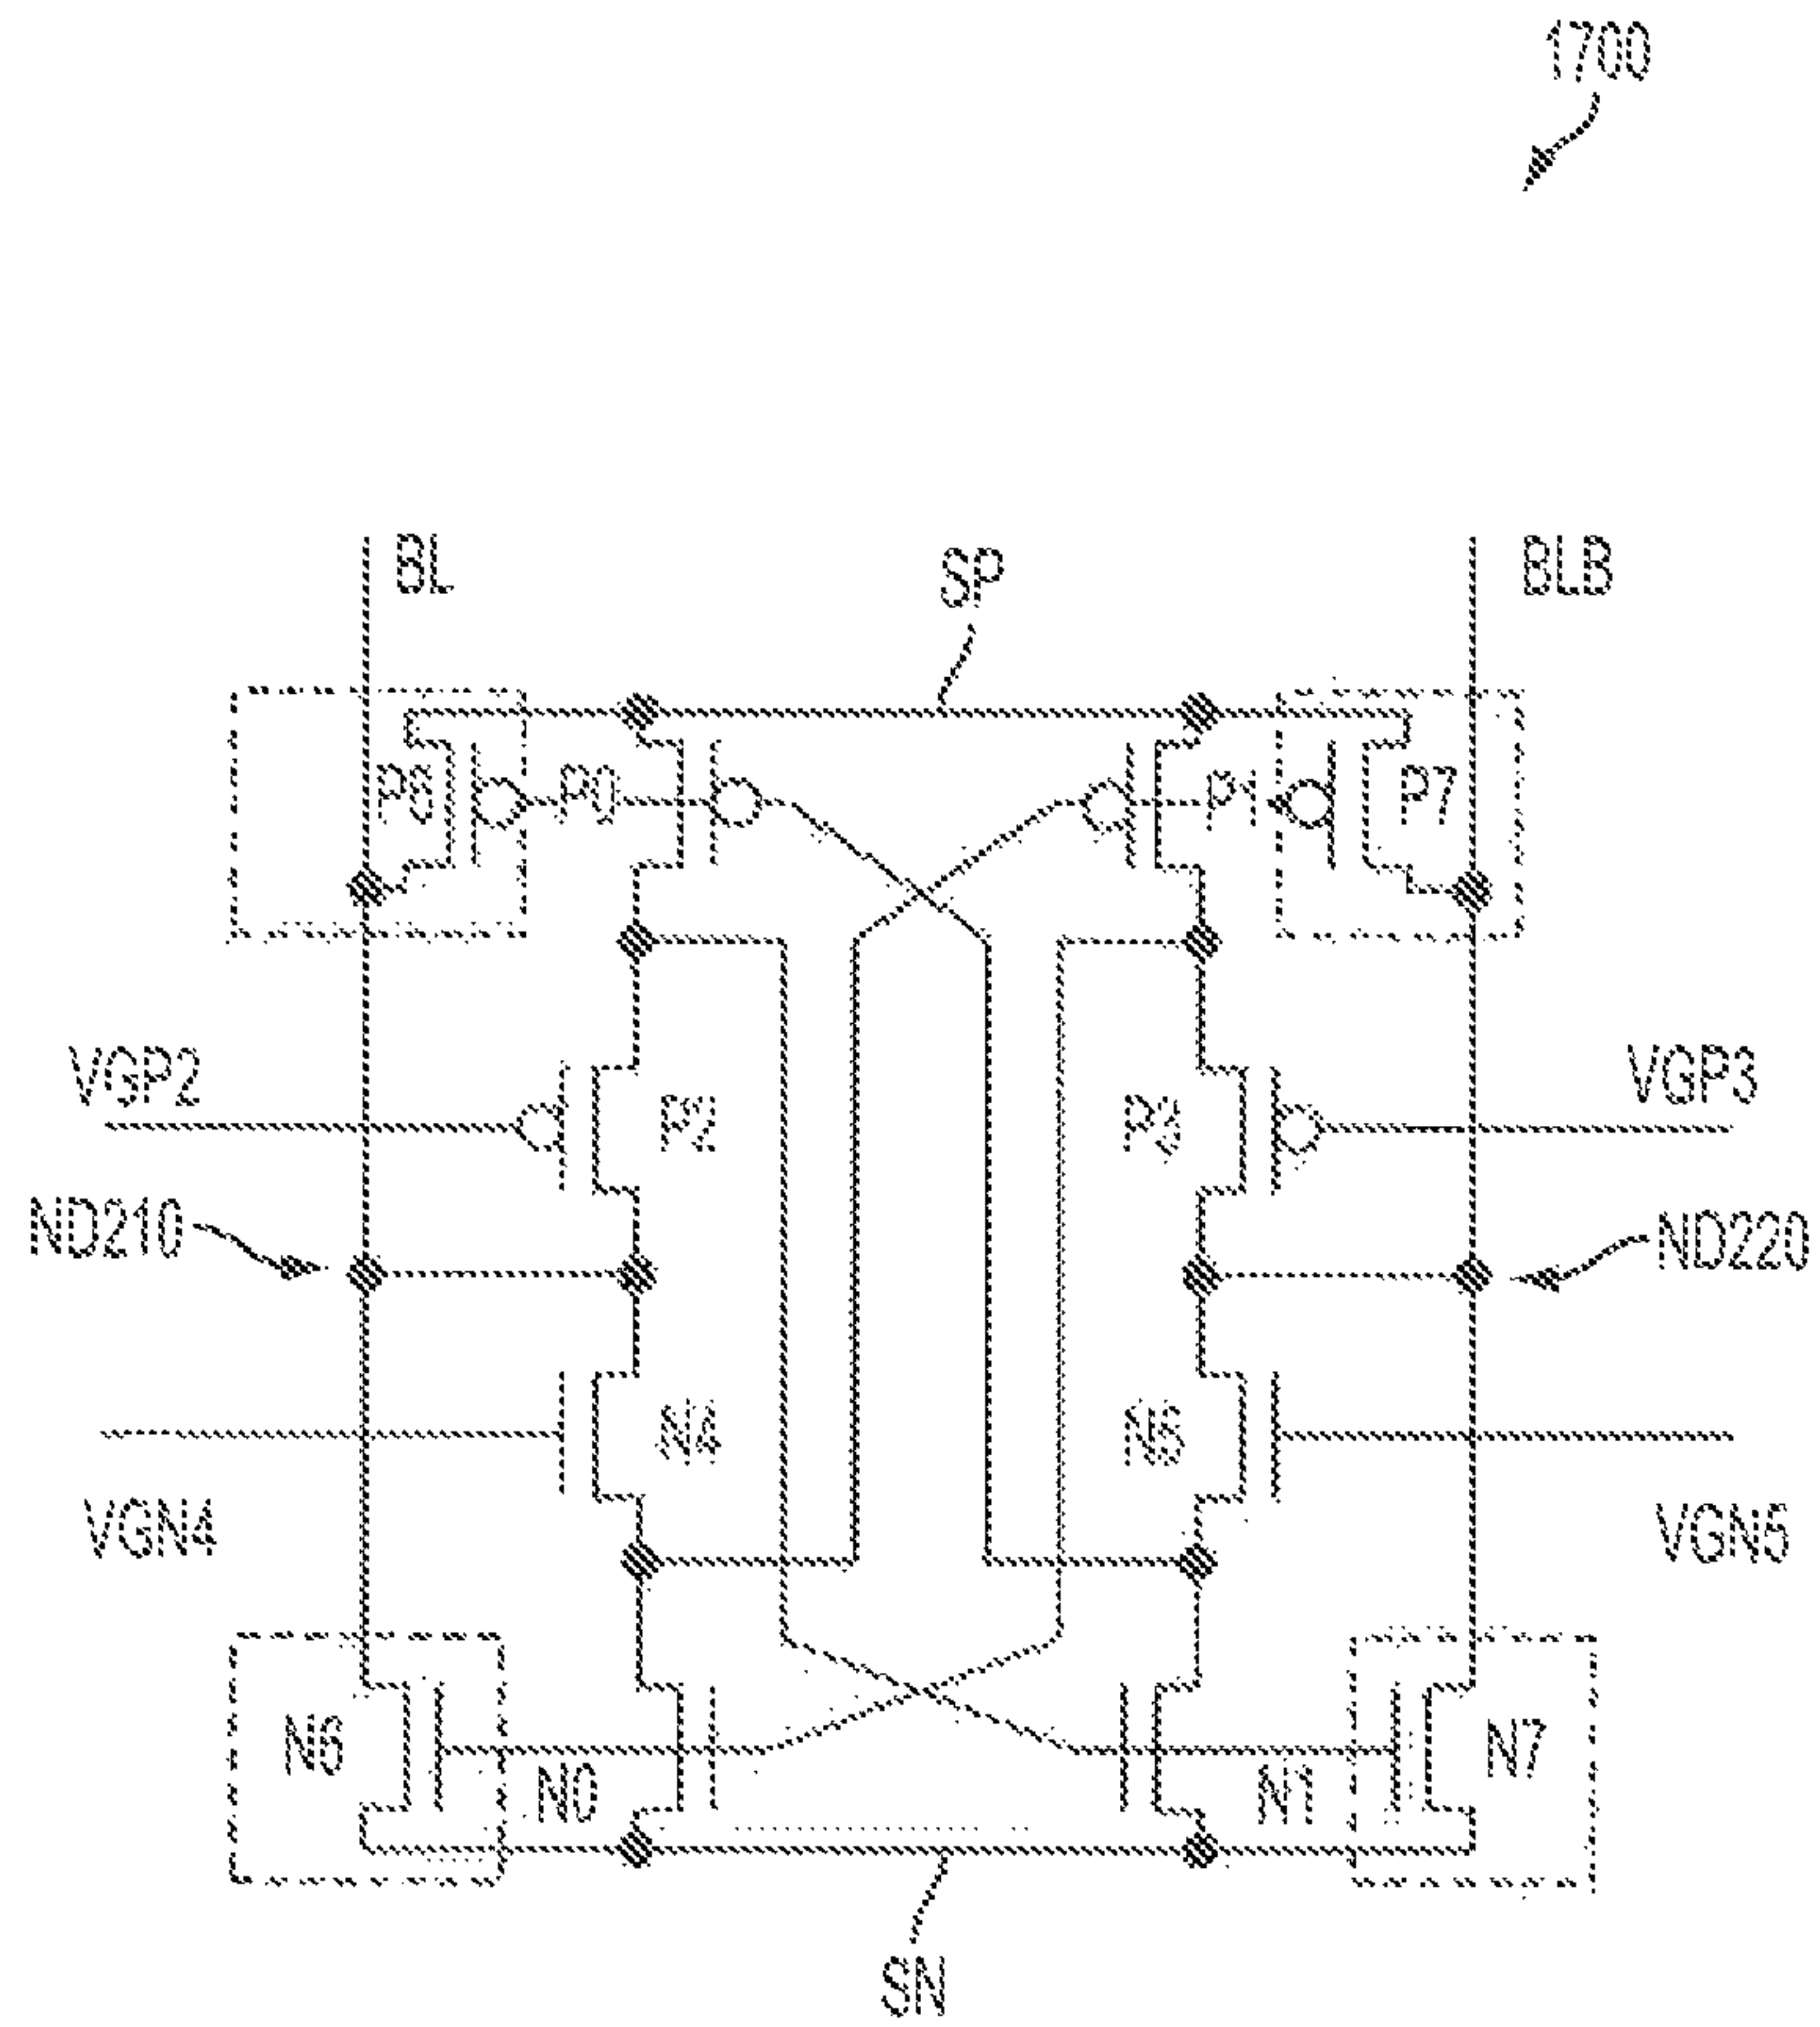 1700
BL
SP
BLB
P6
P0
P1
P7
VGP2
P2
P3
VGP3
ND210
ND220
N4
N5
VGN4
VGN5
N6
N0
N1
N7
SN